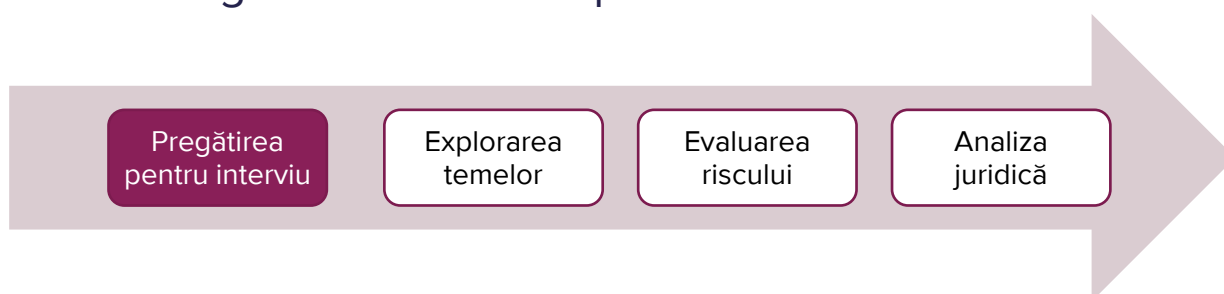 Pregătirea
pentru interviu
Explorarea
temelor
Evaluarea
riscului
Analiza
juridică